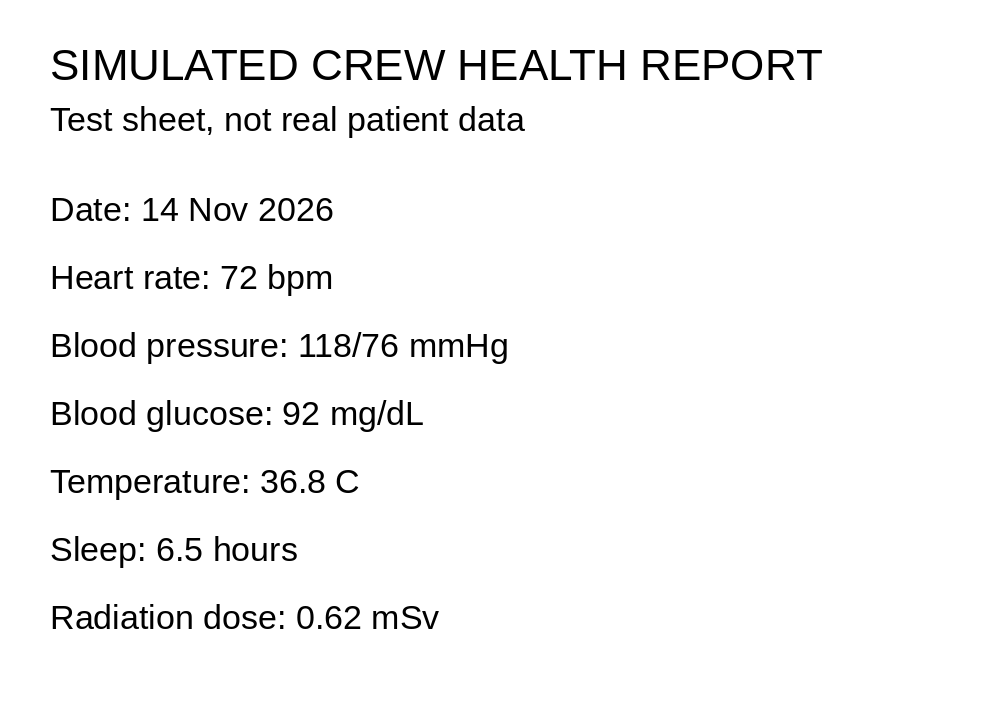 SIMULATED CREW HEALTH REPORT
Test sheet, not real patient data
Date: 14 Nov 2026
Heart rate: 72 bpm
Blood pressure: 118/76 mmHg
Blood glucose: 92 mg/dL
Temperature: 36.8 C
Sleep: 6.5 hours
Radiation dose: 0.62 mSv